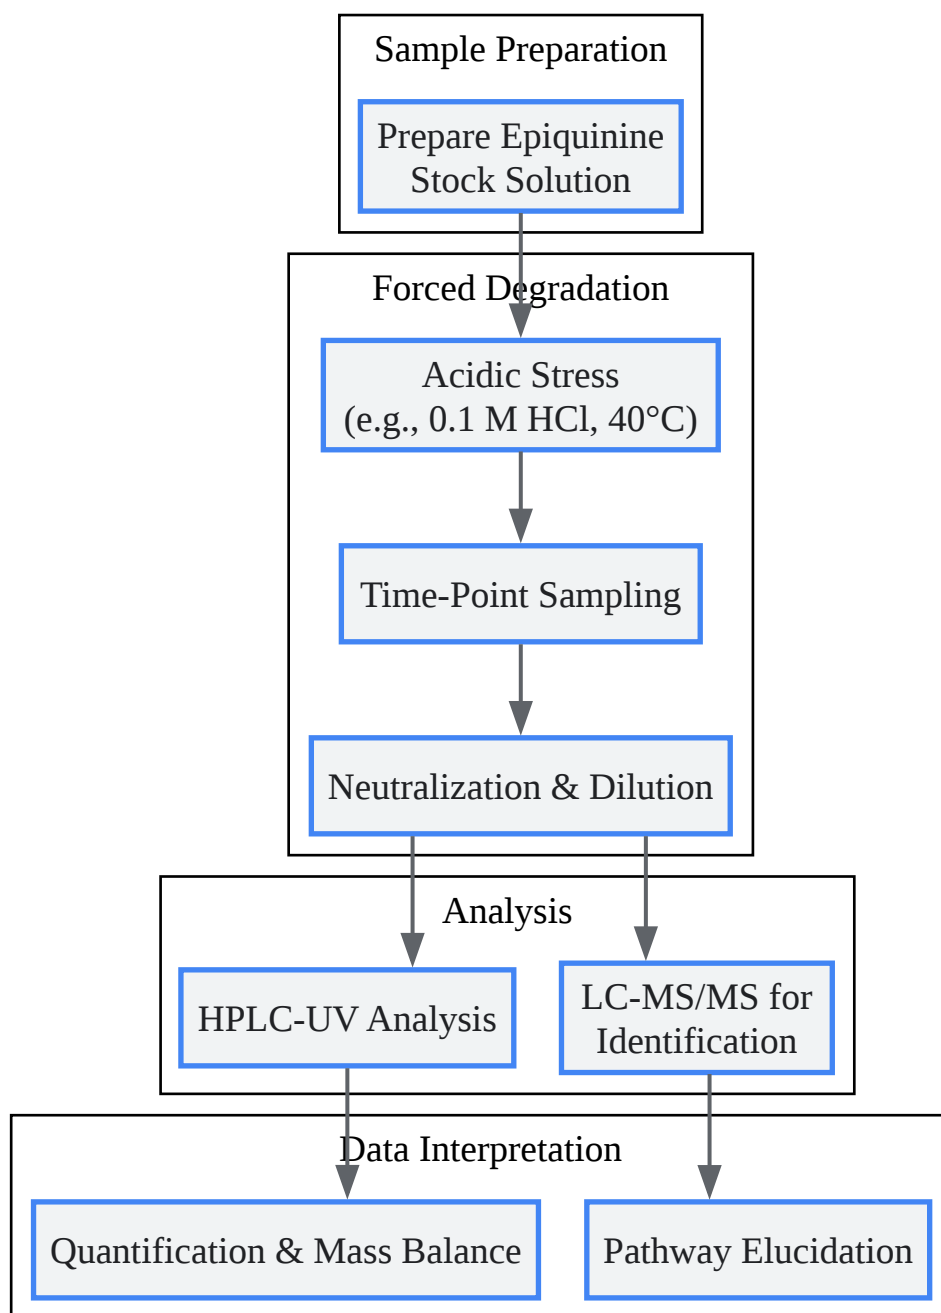 Sample Preparation
Prepare Epiquinine
Stock Solution
Forced Degradation
Acidic Stress
(e.g., 0.1 M HCl, 40°C)
Time-Point Sampling
Neutralization & Dilution
Analysis
HPLC-UV Analysis
LC-MS/MS for
Identification
Data Interpretation
Quantification & Mass Balance
Pathway Elucidation